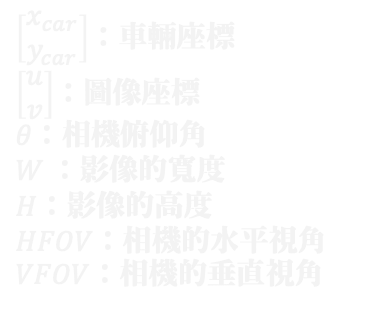 [x_car
y_car]：車輛座標
[u
v]：圖像座標
θ：相機俯仰角
W ：影像的寬度
H：影像的高度
HFOV：相機的水平視角
VFOV：相機的垂直視角